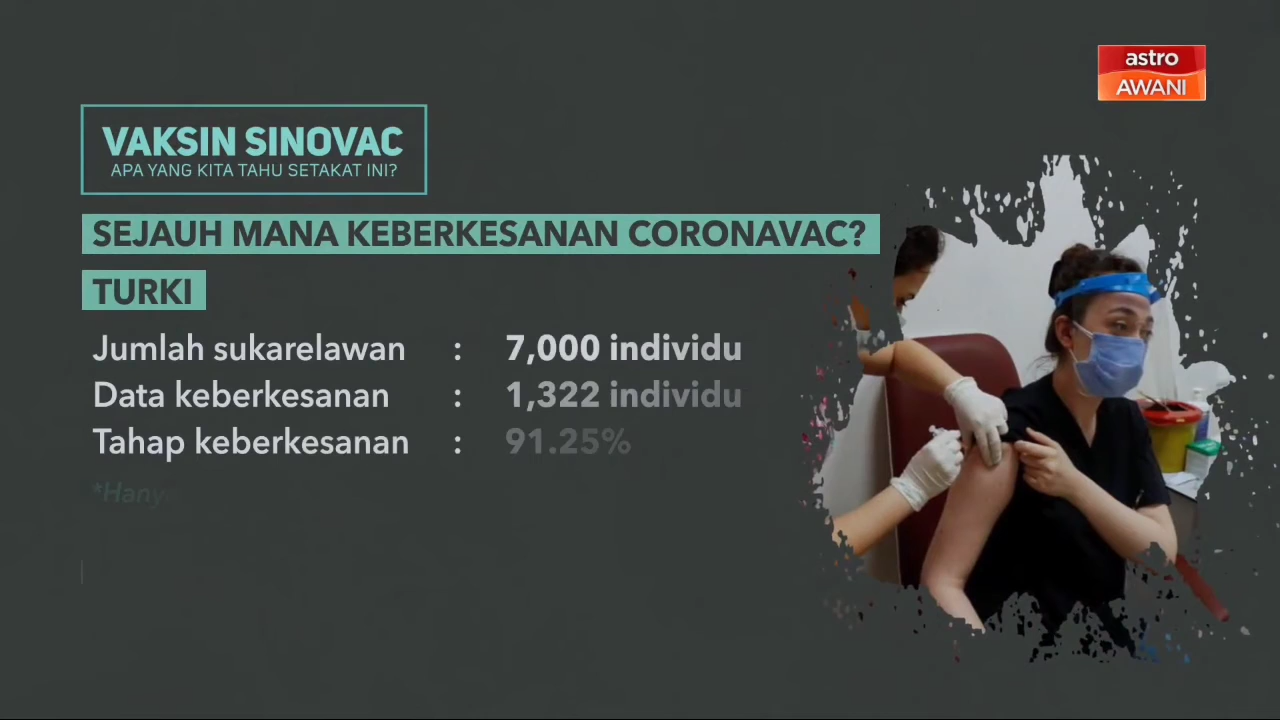 astro
AWANI
VAKSIN SINOVAC
APA YANG KITA TAHU SETAKAT INI?
SEJAUH MANA KEBERKESANAN CORONAVAC?
TURKI
Jumlah sukarelawan : 7,000 individu
Data keberkesanan : 1,322 individu
Tahap keberkesanan : 91.25%
*Hanya